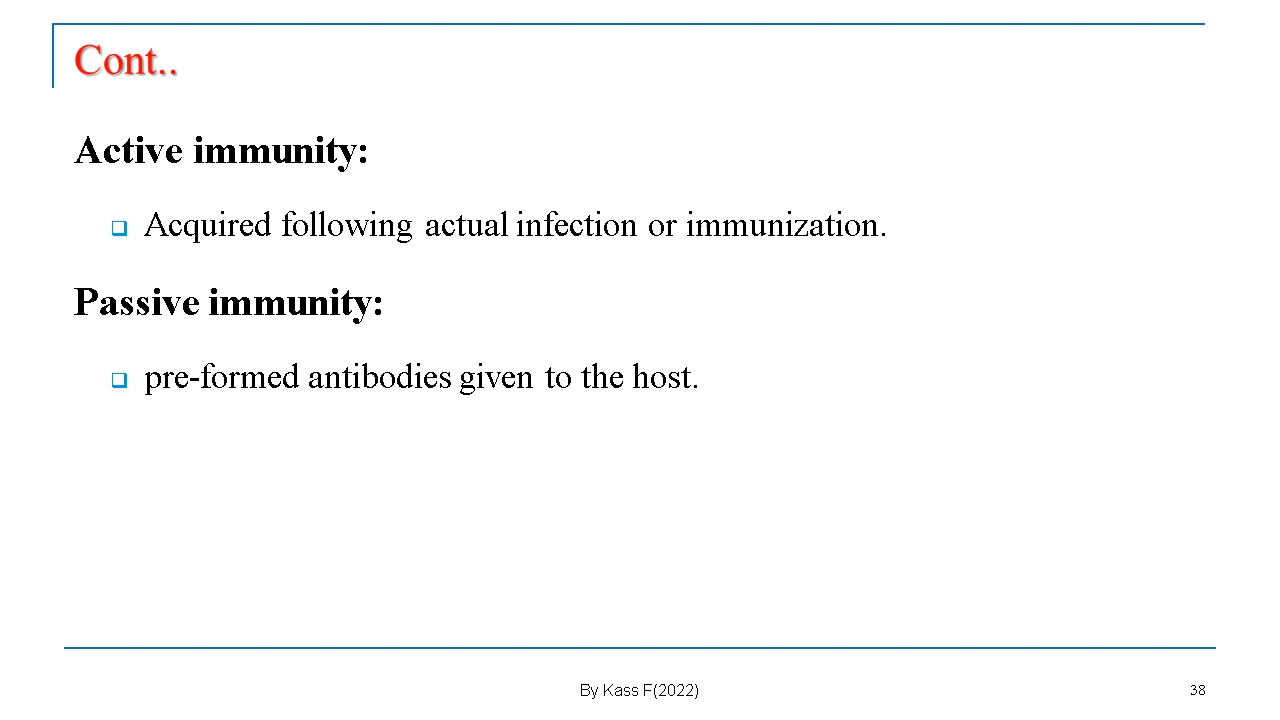 Cont..
Active immunity:
Acquired following actual infection or immunization.
Passive immunity:
pre-formed antibodies given to the host.
By Kass F(2022)
38